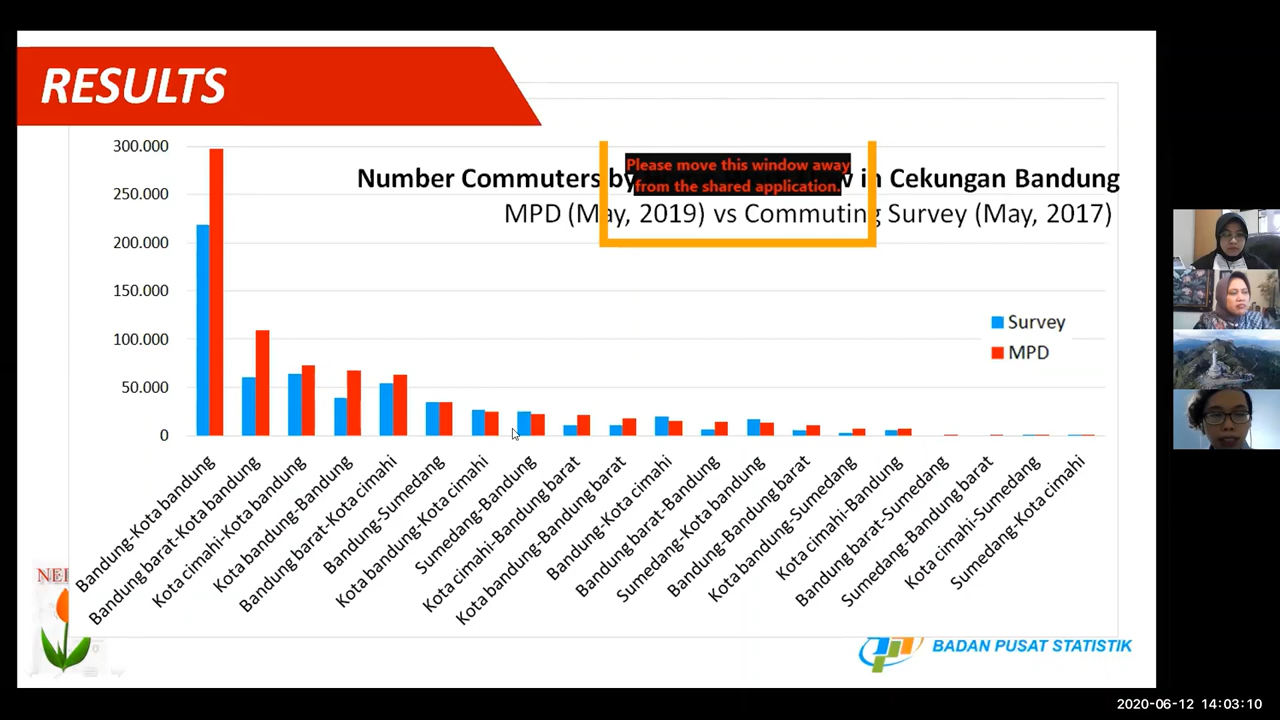 RESULTS
300.000
250.000
200.000
150.000
100.000
50.000
0
Number Commuters by
in Cekungan Bandung
Please move this window away
from the shared application.
MPD (May, 2019) vs Commuting Survey (May, 2017)
Survey
MPD
Bandung-Kota bandung
Bandung barat-Kota bandung
Kota cimahi-Kota bandung
Kota bandung-Bandung
Bandung barat-Kota cimahi
Bandung-Sumedang
Kota bandung-Kota cimahi
Sumedang-Bandung
Kota cimahi-Bandung barat
Kota bandung-Bandung barat
Bandung-Kota cimahi
Bandung barat-Bandung
Sumedang-Kota bandung
Bandung-Bandung barat
Kota bandung-Sumedang
Kota cimahi-Bandung
Bandung barat-Sumedang
Sumedang-Bandung barat
Kota cimahi-Sumedang
Sumedang-Kota cimahi
BADAN PUSAT STATISTIK
2020-06-12 14:03:10